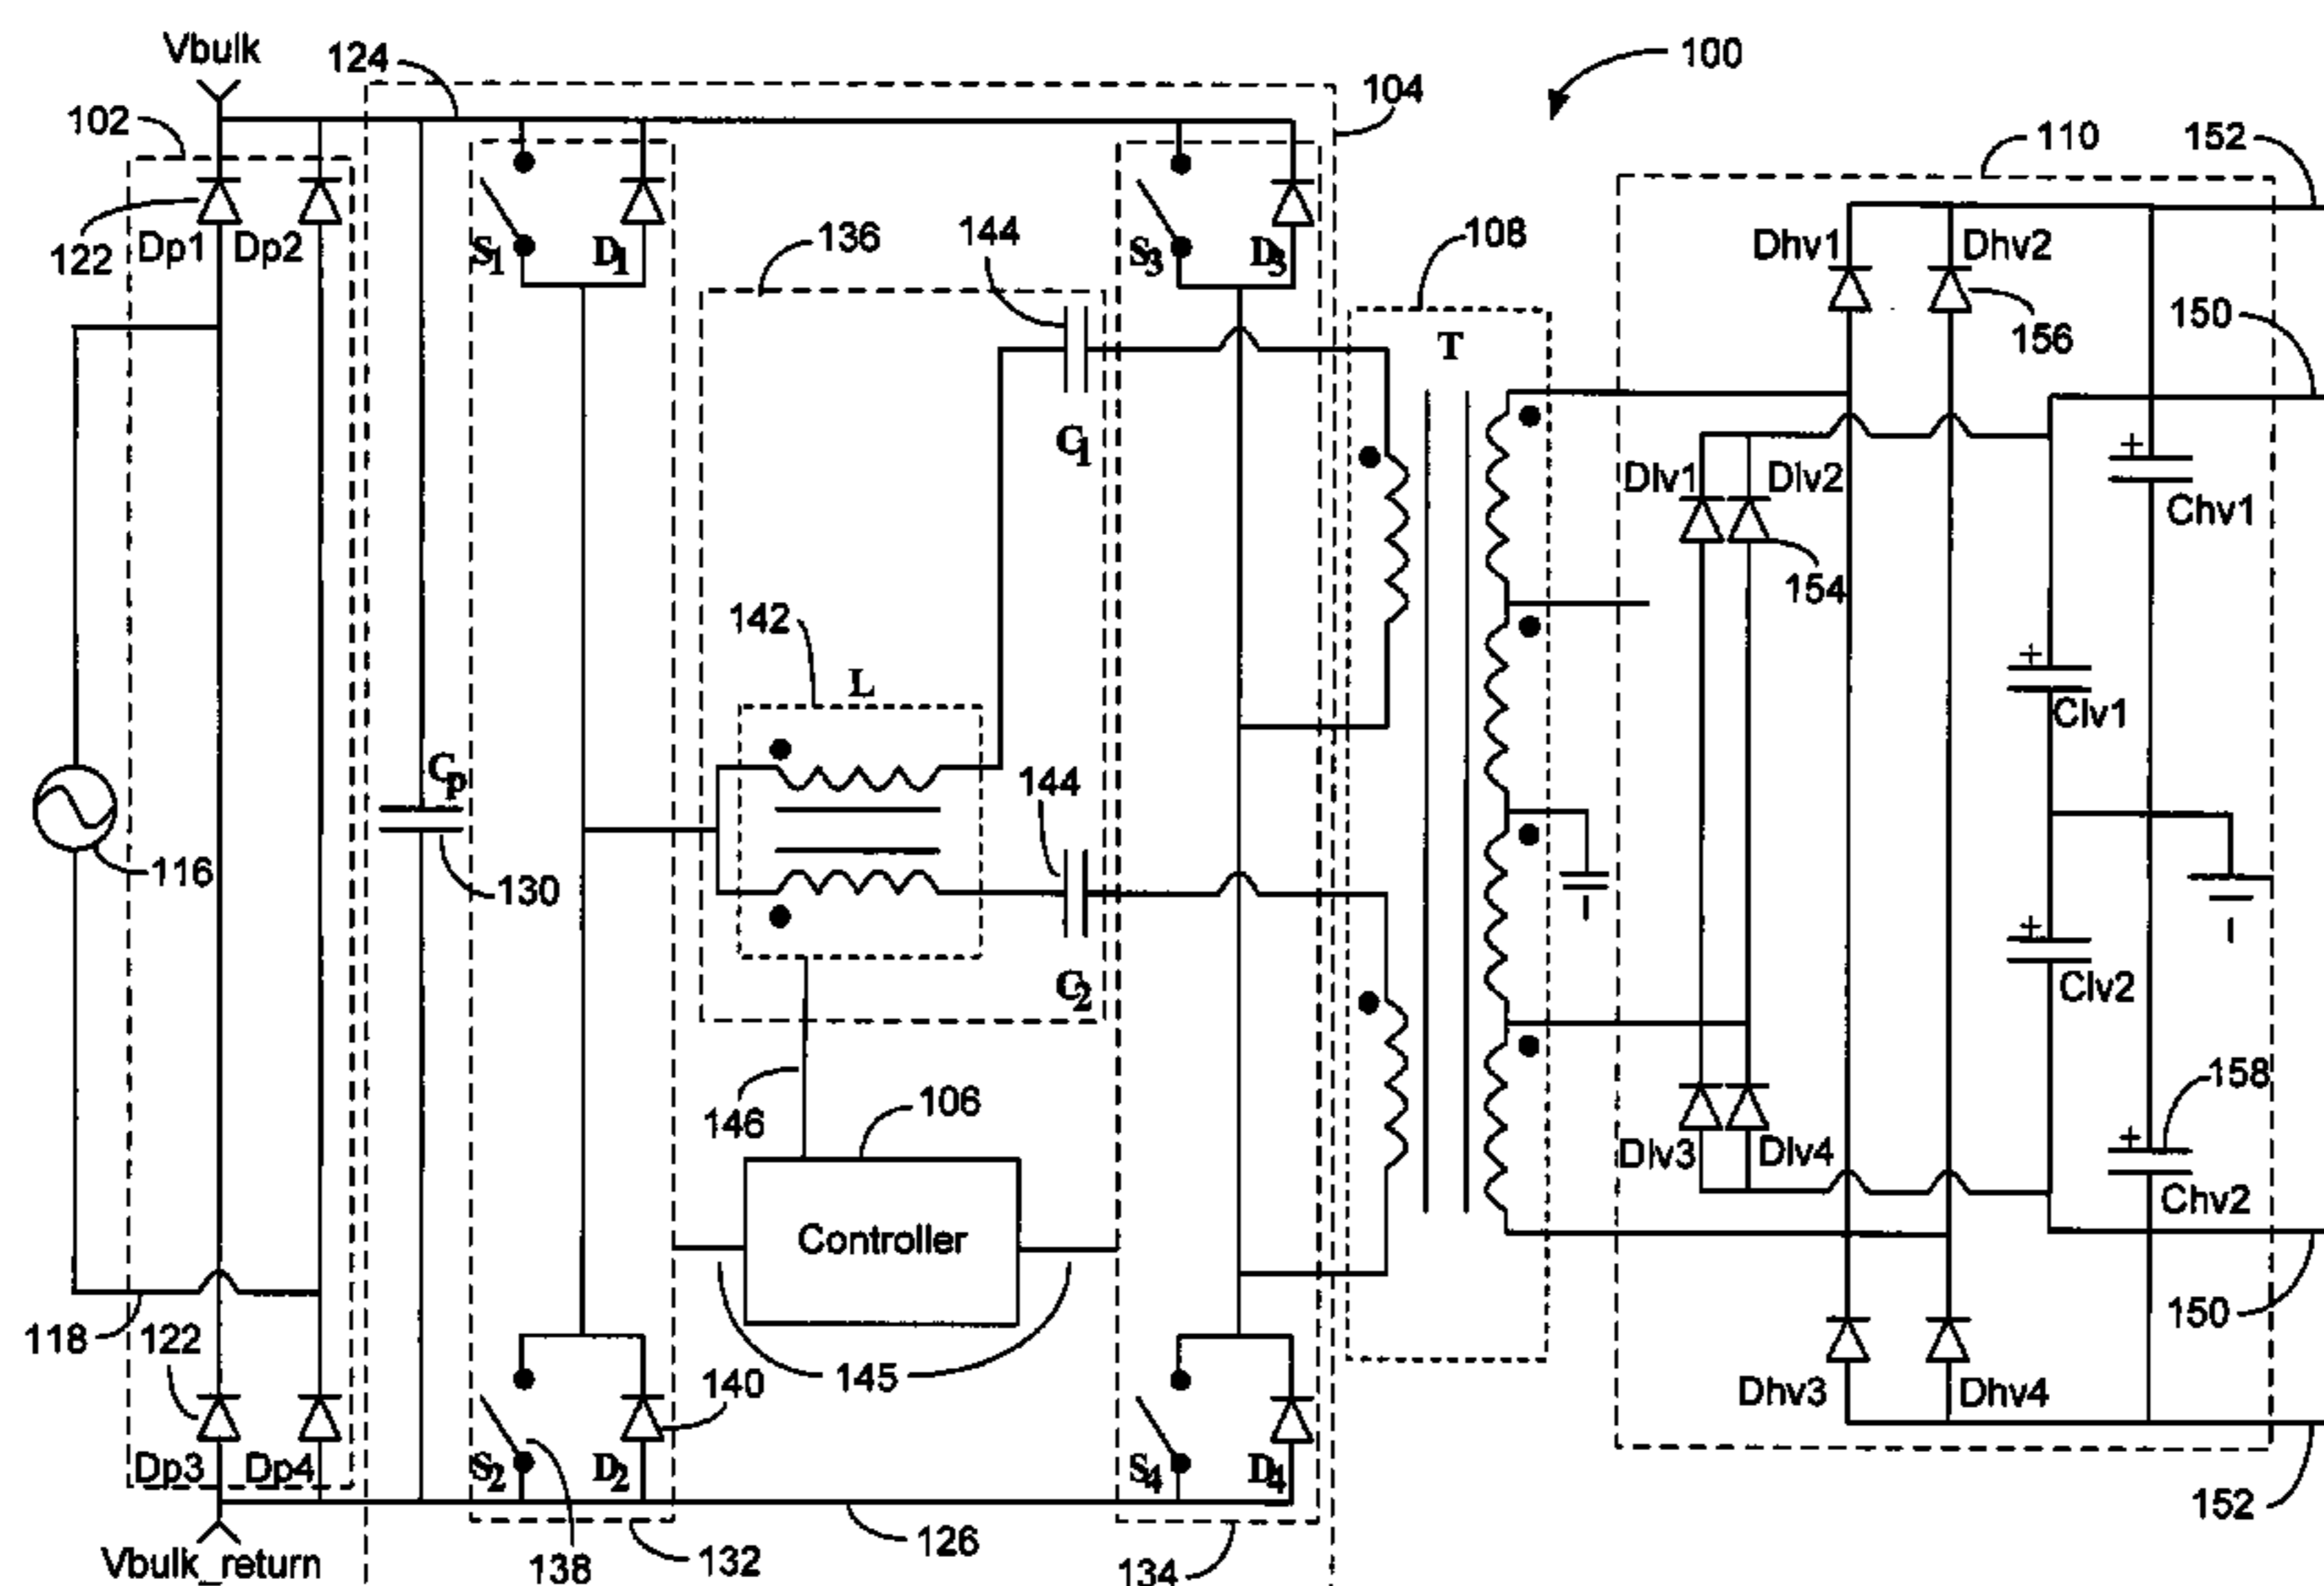 Vbulk
124
100
104
102
110
152
122
Dp1
Dp2
S1
D1
136
144
S3
D3
108
Dhv1
Dhv2
150
156
T
C1
Dlv1
Dlv2
Chv1
154
142
L
Clv1
Cp
144
116
130
C2
Clv2
158
146
106
Dlv3
Dlv4
Chv2
Controller
118
122
145
140
150
Dhv3
Dhv4
Dp3
Dp4
S2
D2
S4
D4
152
126
132
138
134
Vbulk_return